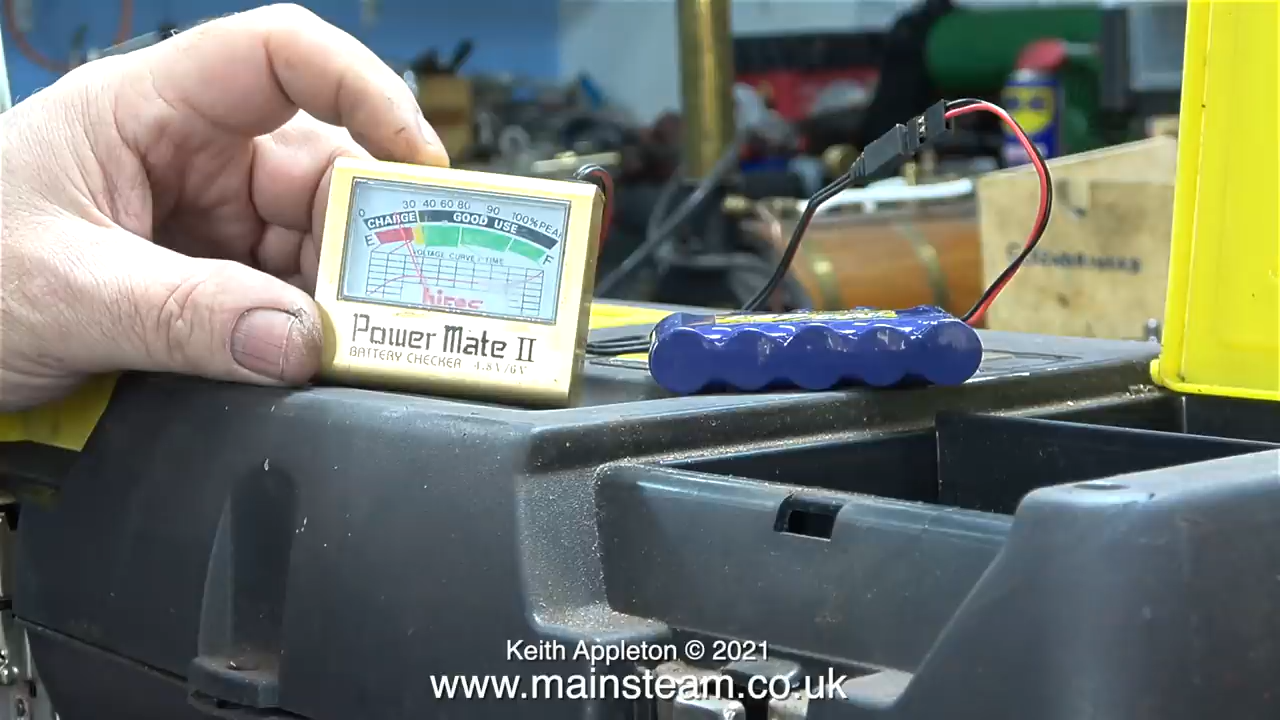 0 30 40 60 80 90 100% PEA
CHARGE GOOD USE
E F
VOLTAGE CURVE / TIME
hitec
Power Mate II
BATTERY CHECKER 4.8V/6V
Keith Appleton © 2021
www.mainsteam.co.uk